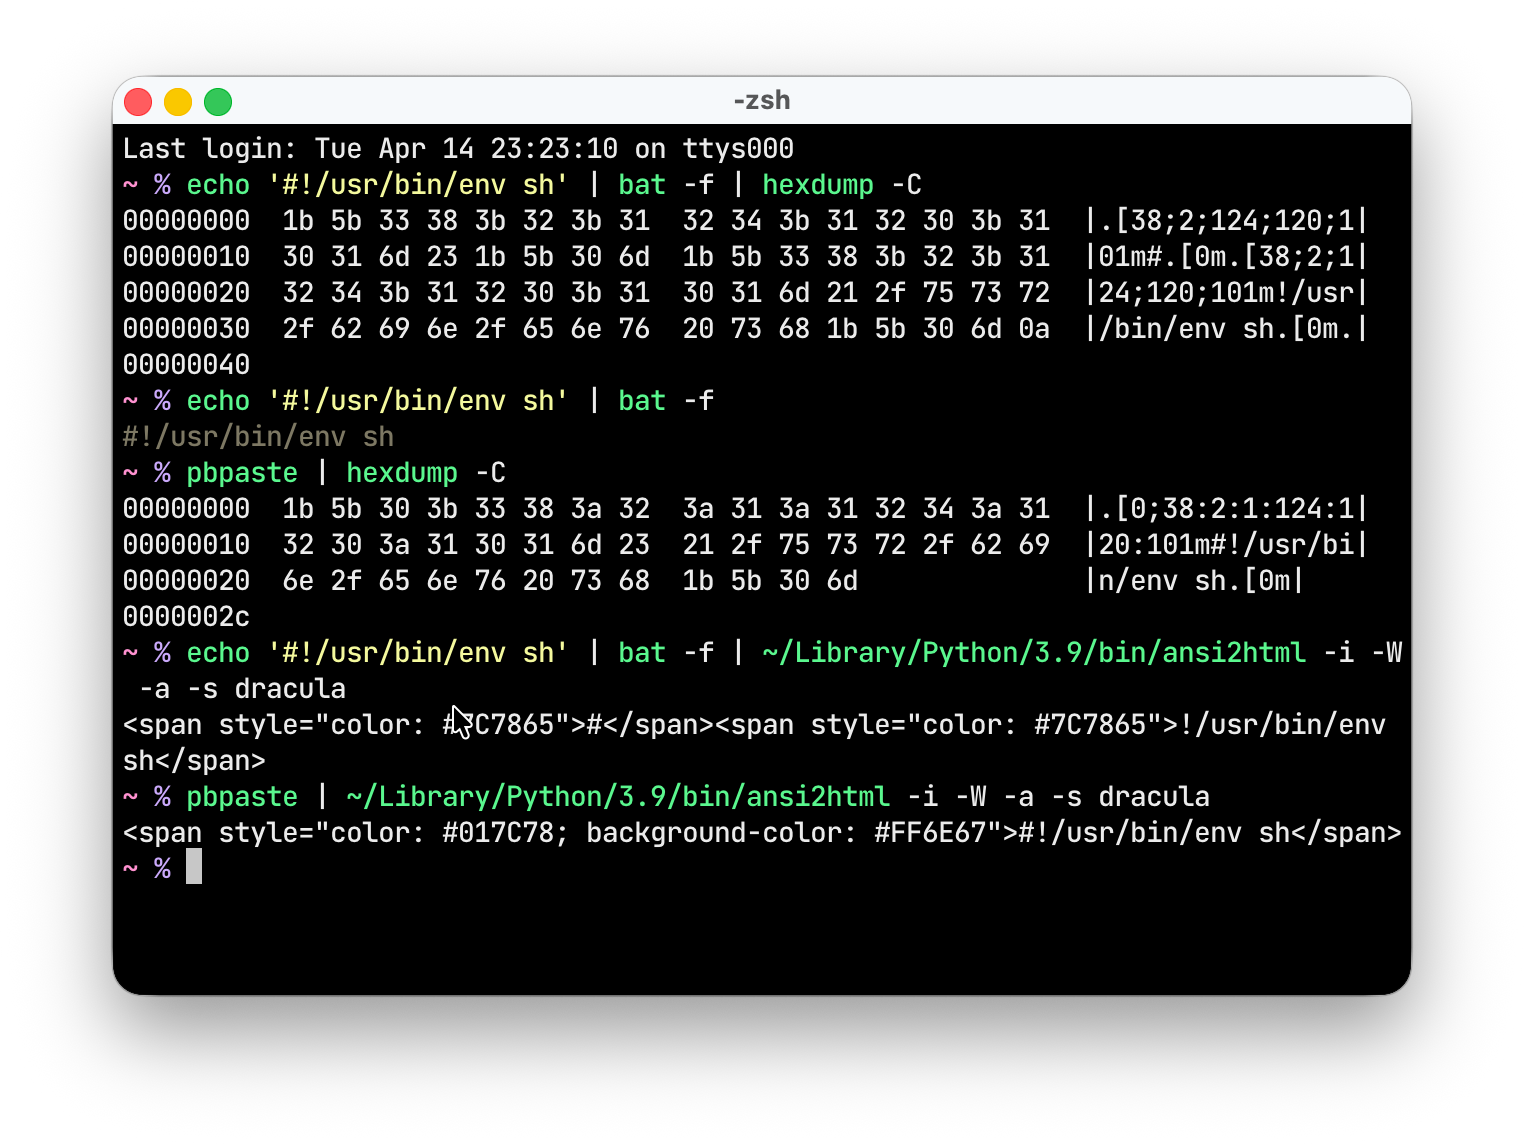 -zsh
Last login: Tue Apr 14 23:23:10 on ttys000
~ % echo '#!/usr/bin/env sh' | bat -f | hexdump -C
00000000  1b 5b 33 38 3b 32 3b 31  32 34 3b 31 32 30 3b 31  |.[38;2;124;120;1|
00000010  30 31 6d 23 1b 5b 30 6d  1b 5b 33 38 3b 32 3b 31  |01m#.[0m.[38;2;1|
00000020  32 34 3b 31 32 30 3b 31  30 31 6d 21 2f 75 73 72  |24;120;101m!/usr|
00000030  2f 62 69 6e 2f 65 6e 76  20 73 68 1b 5b 30 6d 0a  |/bin/env sh.[0m.|
00000040
~ % echo '#!/usr/bin/env sh' | bat -f
#!/usr/bin/env sh
~ % pbpaste | hexdump -C
00000000  1b 5b 30 3b 33 38 3a 32  3a 31 3a 31 32 34 3a 31  |.[0;38:2:1:124:1|
00000010  32 30 3a 31 30 31 6d 23  21 2f 75 73 72 2f 62 69  |20:101m#!/usr/bi|
00000020  6e 2f 65 6e 76 20 73 68  1b 5b 30 6d              |n/env sh.[0m|
0000002c
~ % echo '#!/usr/bin/env sh' | bat -f | ~/Library/Python/3.9/bin/ansi2html -i -W
 -a -s dracula
<span style="color: #7C7865">#</span><span style="color: #7C7865">!/usr/bin/env
sh</span>
~ % pbpaste | ~/Library/Python/3.9/bin/ansi2html -i -W -a -s dracula
<span style="color: #017C78; background-color: #FF6E67">#!/usr/bin/env sh</span>
~ %